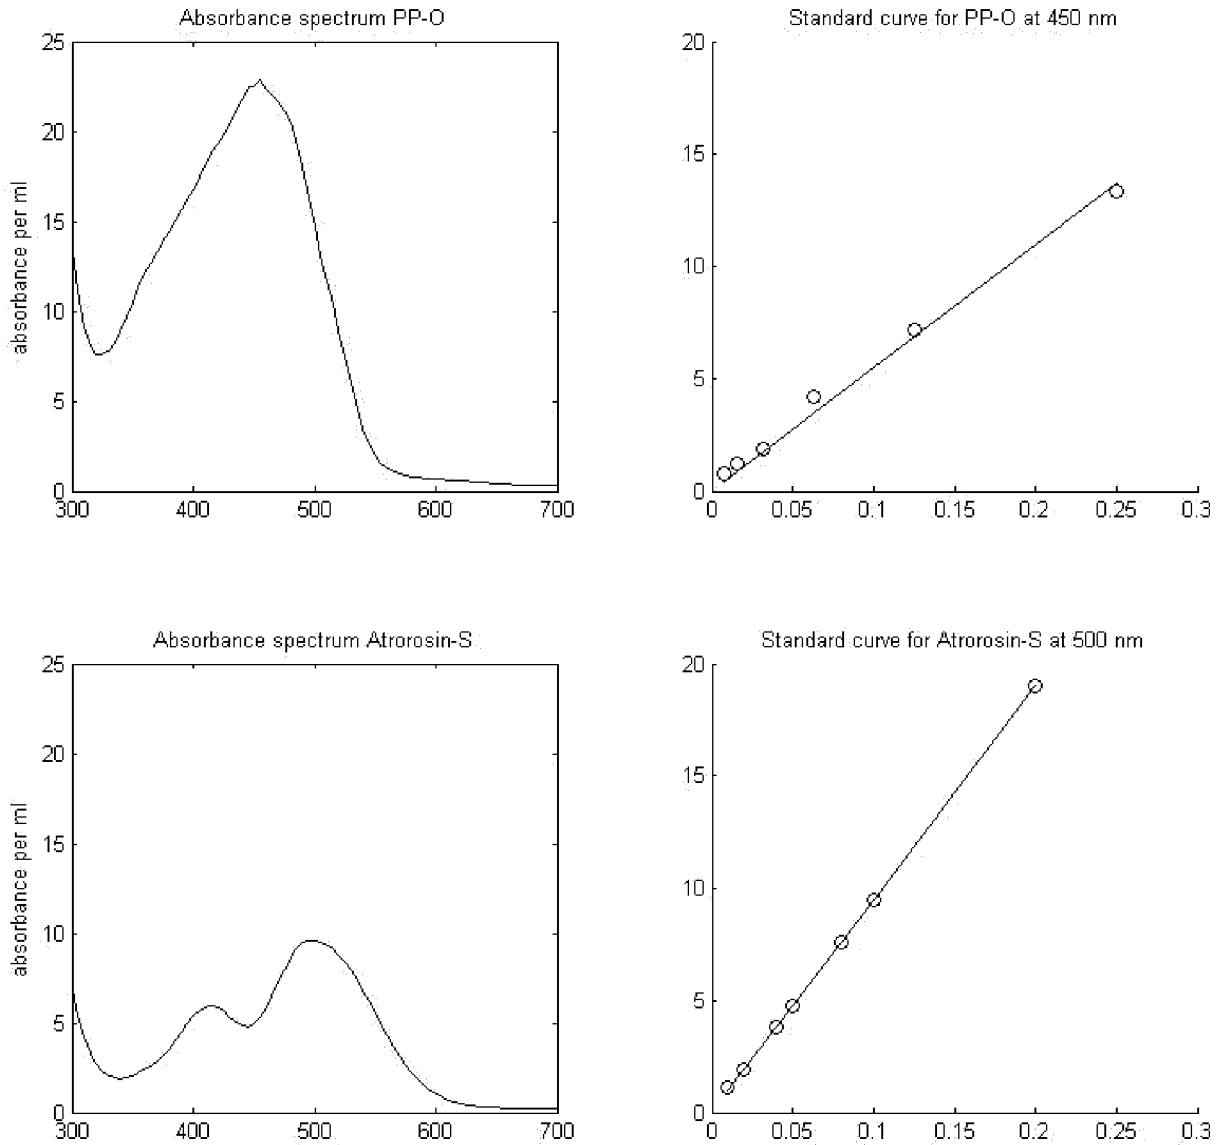 Absorbance spectrum PP-O
25
20
15
10
5
0
absorbance per ml
300 400 500 600 700
Standard curve for PP-O at 450 nm
20
15
10
5
0
0 0.05 0.1 0.15 0.2 0.25 0.3
Absorbance spectrum Atrorosin-S
25
20
15
10
5
0
absorbance per ml
300 400 500 600 700
Standard curve for Atrorosin-S at 500 nm
20
15
10
5
0
0 0.05 0.1 0.15 0.2 0.25 0.3